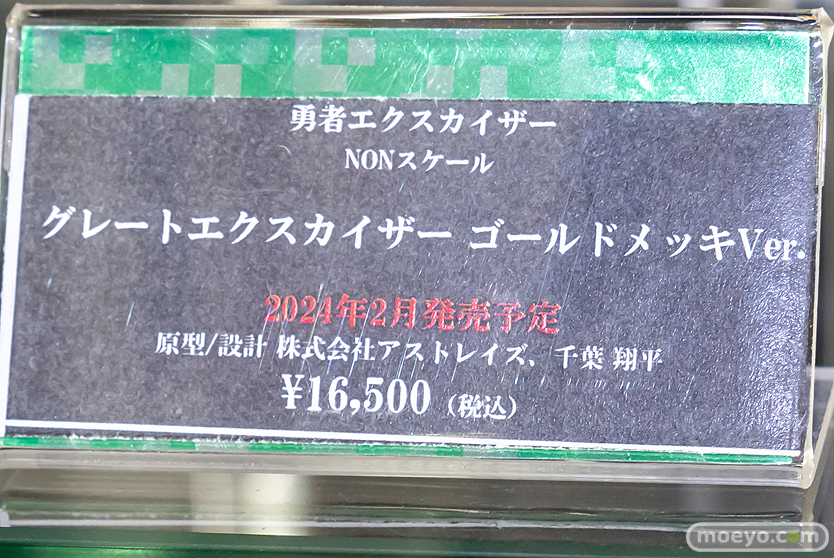 勇者エクスカイザー
NONスケール
グレートエクスカイザー ゴールドメッキVer.
2024年2月発売予定
原型/設計 株式会社アストレイズ、千葉 翔平
¥16,500（税込）
moeyo.com